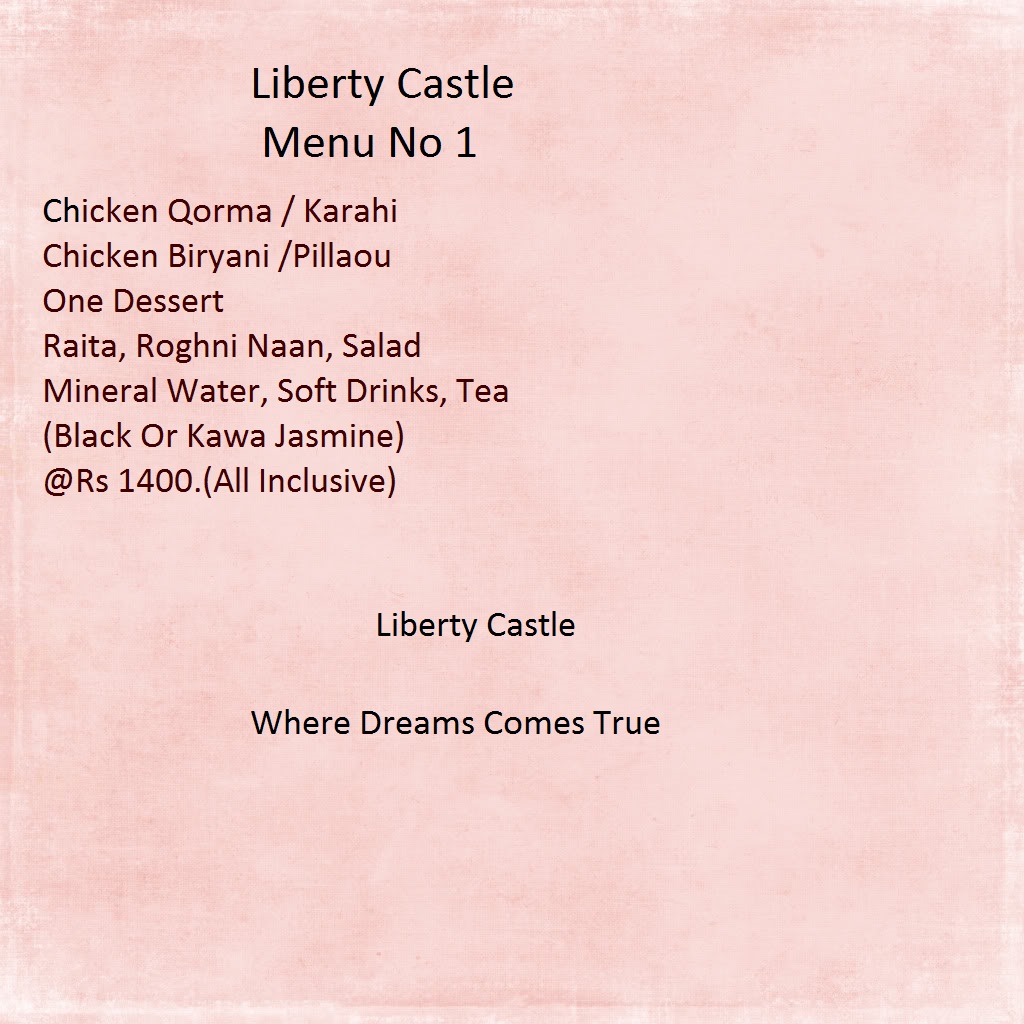 Liberty Castle
Menu No 1
Chicken Qorma / Karahi
Chicken Biryani /Pillaou
One Dessert
Raita, Roghni Naan, Salad
Mineral Water, Soft Drinks, Tea
(Black Or Kawa Jasmine)
@Rs 1400.(All Inclusive)
Liberty Castle
Where Dreams Comes True